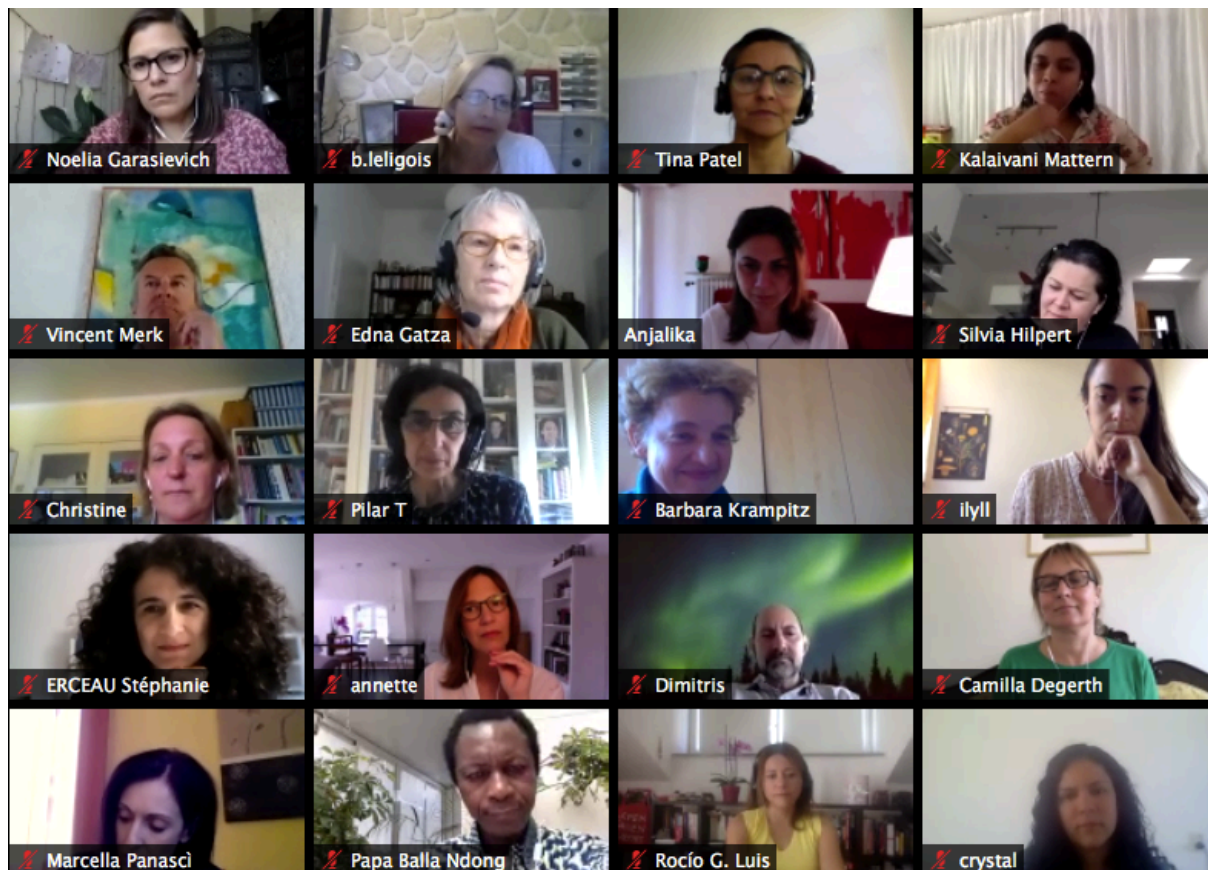 Noelia Garasievich
b.leligois
Tina Patel
Kalaivani Mattern
Vincent Merk
Edna Gatza
Anjalika
Silvia Hilpert
Christine
Pilar T
Barbara Krampitz
ilyll
ERCEAU Stéphanie
annette
Dimitris
Camilla Degerth
Marcella Panascì
Papa Balla Ndong
Rocío G. Luis
crystal